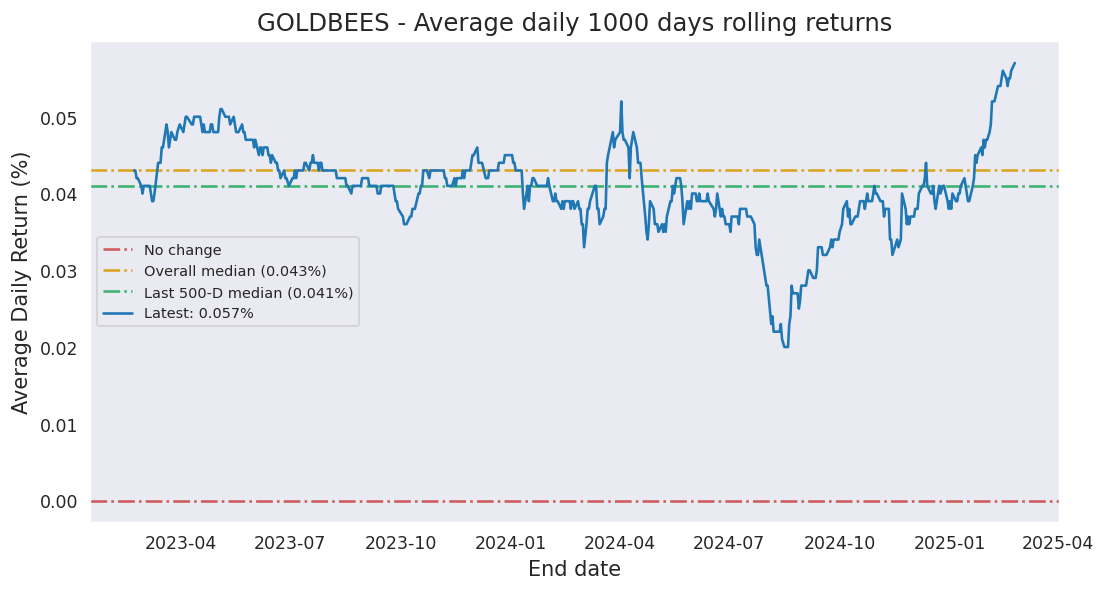 GOLDBEES - Average daily 1000 days rolling returns
Average Daily Return (%)
0.05
0.04
0.03
0.02
0.01
0.00
No change
Overall median (0.043%)
Last 500-D median (0.041%)
Latest: 0.057%
2023-04 2023-07 2023-10 2024-01 2024-04 2024-07 2024-10 2025-01 2025-04
End date